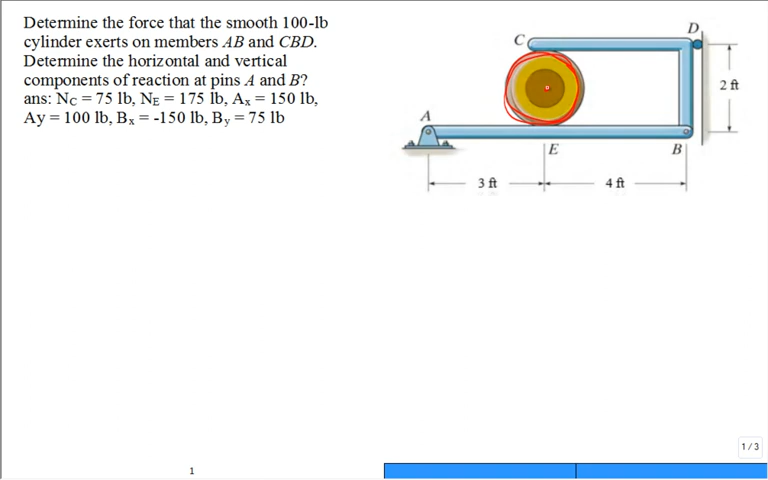 Determine the force that the smooth 100-lb
cylinder exerts on members AB and CBD.
Determine the horizontal and vertical
components of reaction at pins A and B?
ans: NC = 75 lb, NE = 175 lb, Ax = 150 lb,
Ay = 100 lb, Bx = -150 lb, By = 75 lb
C
D
2 ft
A
E
B
3 ft
4 ft
1 / 3
1